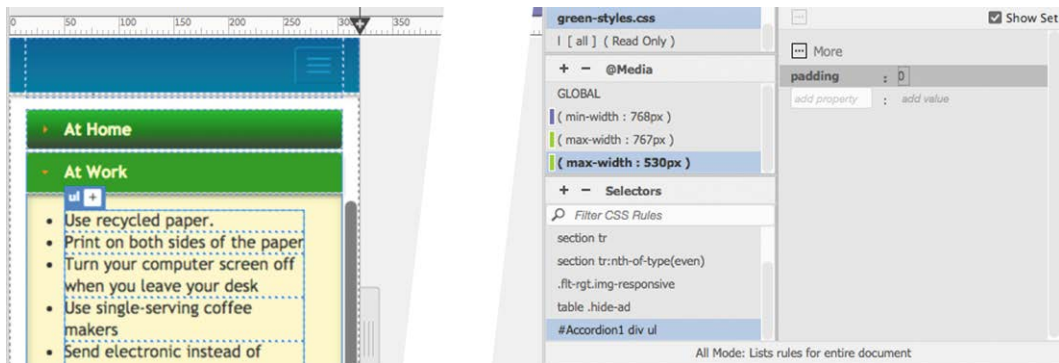 0 50 100 150 200 250 300 350
At Home
At Work
ul +
Use recycled paper.
Print on both sides of the paper
Turn your computer screen off
when you leave your desk
Use single-serving coffee
makers
Send electronic instead of
green-styles.css
l [ all ] ( Read Only )
+ − @Media
GLOBAL
( min-width : 768px )
( max-width : 767px )
( max-width : 530px )
+ − Selectors
Filter CSS Rules
section tr
section tr:nth-of-type(even)
.flt-rgt.img-responsive
table .hide-ad
#Accordion1 div ul
Show Set
More
padding : 0
add property : add value
All Mode: Lists rules for entire document